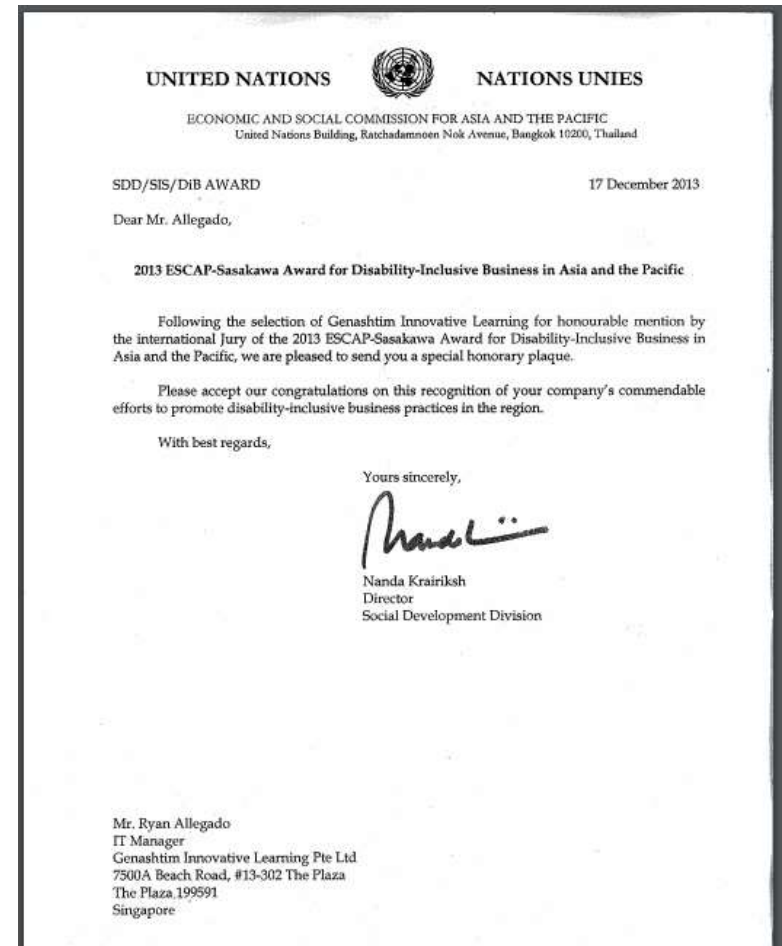 UNITED NATIONS NATIONS UNIES
ECONOMIC AND SOCIAL COMMISSION FOR ASIA AND THE PACIFIC
United Nations Building, Ratchadamnoen Nok Avenue, Bangkok 10200, Thailand
SDD/SIS/DiB AWARD 17 December 2013
Dear Mr. Allegado,
2013 ESCAP-Sasakawa Award for Disability-Inclusive Business in Asia and the Pacific
Following the selection of Genashtim Innovative Learning for honourable mention by
the international Jury of the 2013 ESCAP-Sasakawa Award for Disability-Inclusive Business in
Asia and the Pacific, we are pleased to send you a special honorary plaque.
Please accept our congratulations on this recognition of your company's commendable
efforts to promote disability-inclusive business practices in the region.
With best regards,
Yours sincerely,
Nanda Krairiksh
Director
Social Development Division
Mr. Ryan Allegado
IT Manager
Genashtim Innovative Learning Pte Ltd
7500A Beach Road, #13-302 The Plaza
The Plaza 199591
Singapore